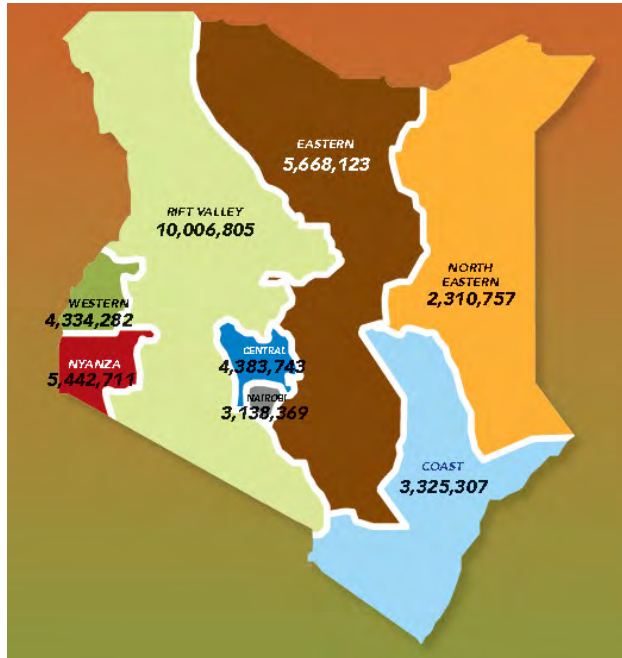 EASTERN
5,668,123
RIFT VALLEY
10,006,805
NORTH
EASTERN
2,310,757
WESTERN
4,334,282
CENTRAL
4,383,743
NYANZA
5,442,711
NAIROBI
3,138,369
COAST
3,325,307